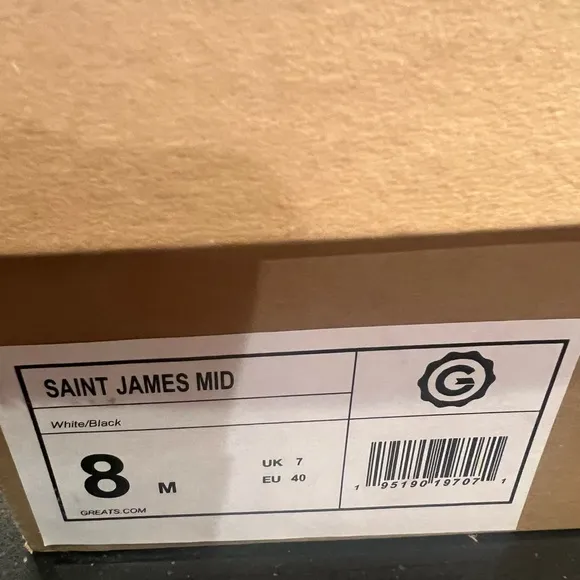 SAINT JAMES MID
G
White/Black
8 M
UK 7
EU 40
GREATS.COM
1 95190 19707 1